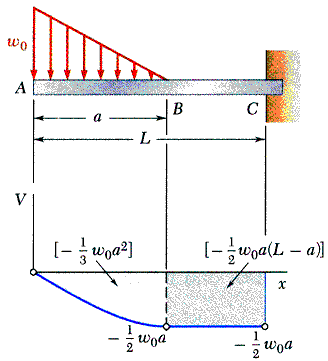 w₀
A
B
C
a
L
V
[− 1/3 w₀a²]
[− 1/2 w₀a(L − a)]
x
− 1/2 w₀a
− 1/2 w₀a